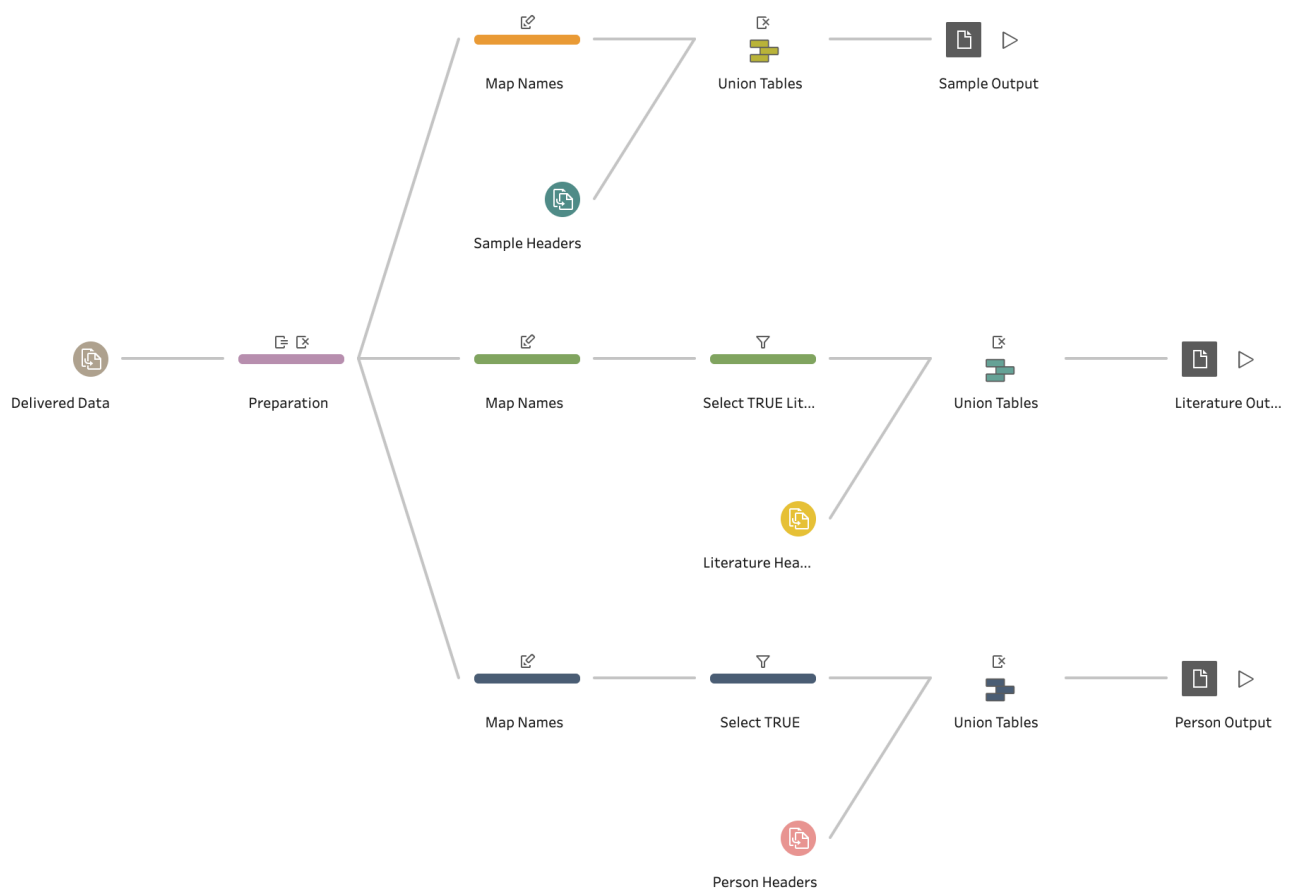 Map Names
Union Tables
Sample Output
Sample Headers
Delivered Data
Preparation
Map Names
Select TRUE Lit...
Union Tables
Literature Out...
Literature Hea...
Map Names
Select TRUE
Union Tables
Person Output
Person Headers